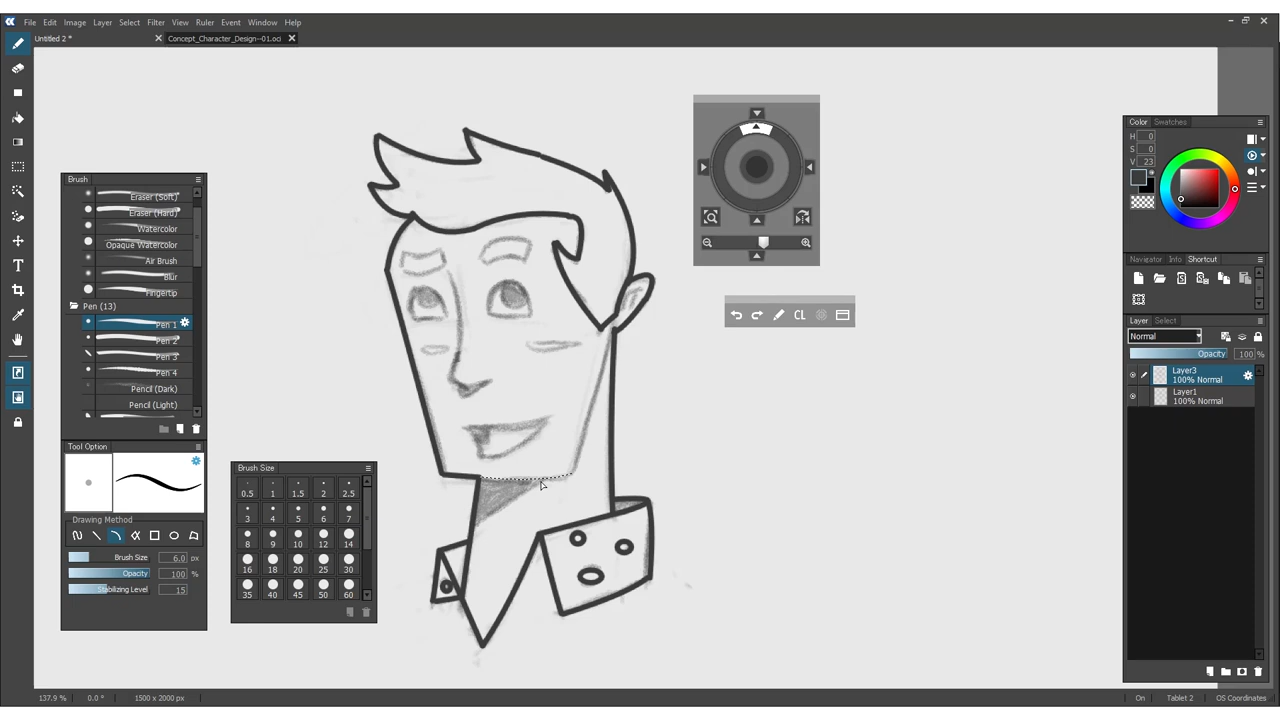 File Edit Image Layer Select Filter View Ruler Event Window Help
Untitled 2 *
Concept_Character_Design--01.oci
Brush
Eraser (Soft)
Eraser (Hard)
Watercolor
Opaque Watercolor
Air Brush
Blur
Fingertip
Pen (13)
Pen 1
Pen 2
Pen 3
Pen 4
Pencil (Dark)
Pencil (Light)
Tool Option
Drawing Method
Brush Size 6.0 px
Opacity 100 %
Stabilizing Level 15
Brush Size
0.5 1 1.5 2 2.5
3 4 5 6 7
8 9 10 12 14
16 18 20 25 30
35 40 45 50 60
CL
Color Swatches
H 0
S 0
V 23
Navigator Info Shortcut
Layer Select
Normal
Opacity 100 %
Layer3
100% Normal
Layer1
100% Normal
137.9 % 0.0 ° 1500 x 2000 px
On Tablet 2 OS Coordinates